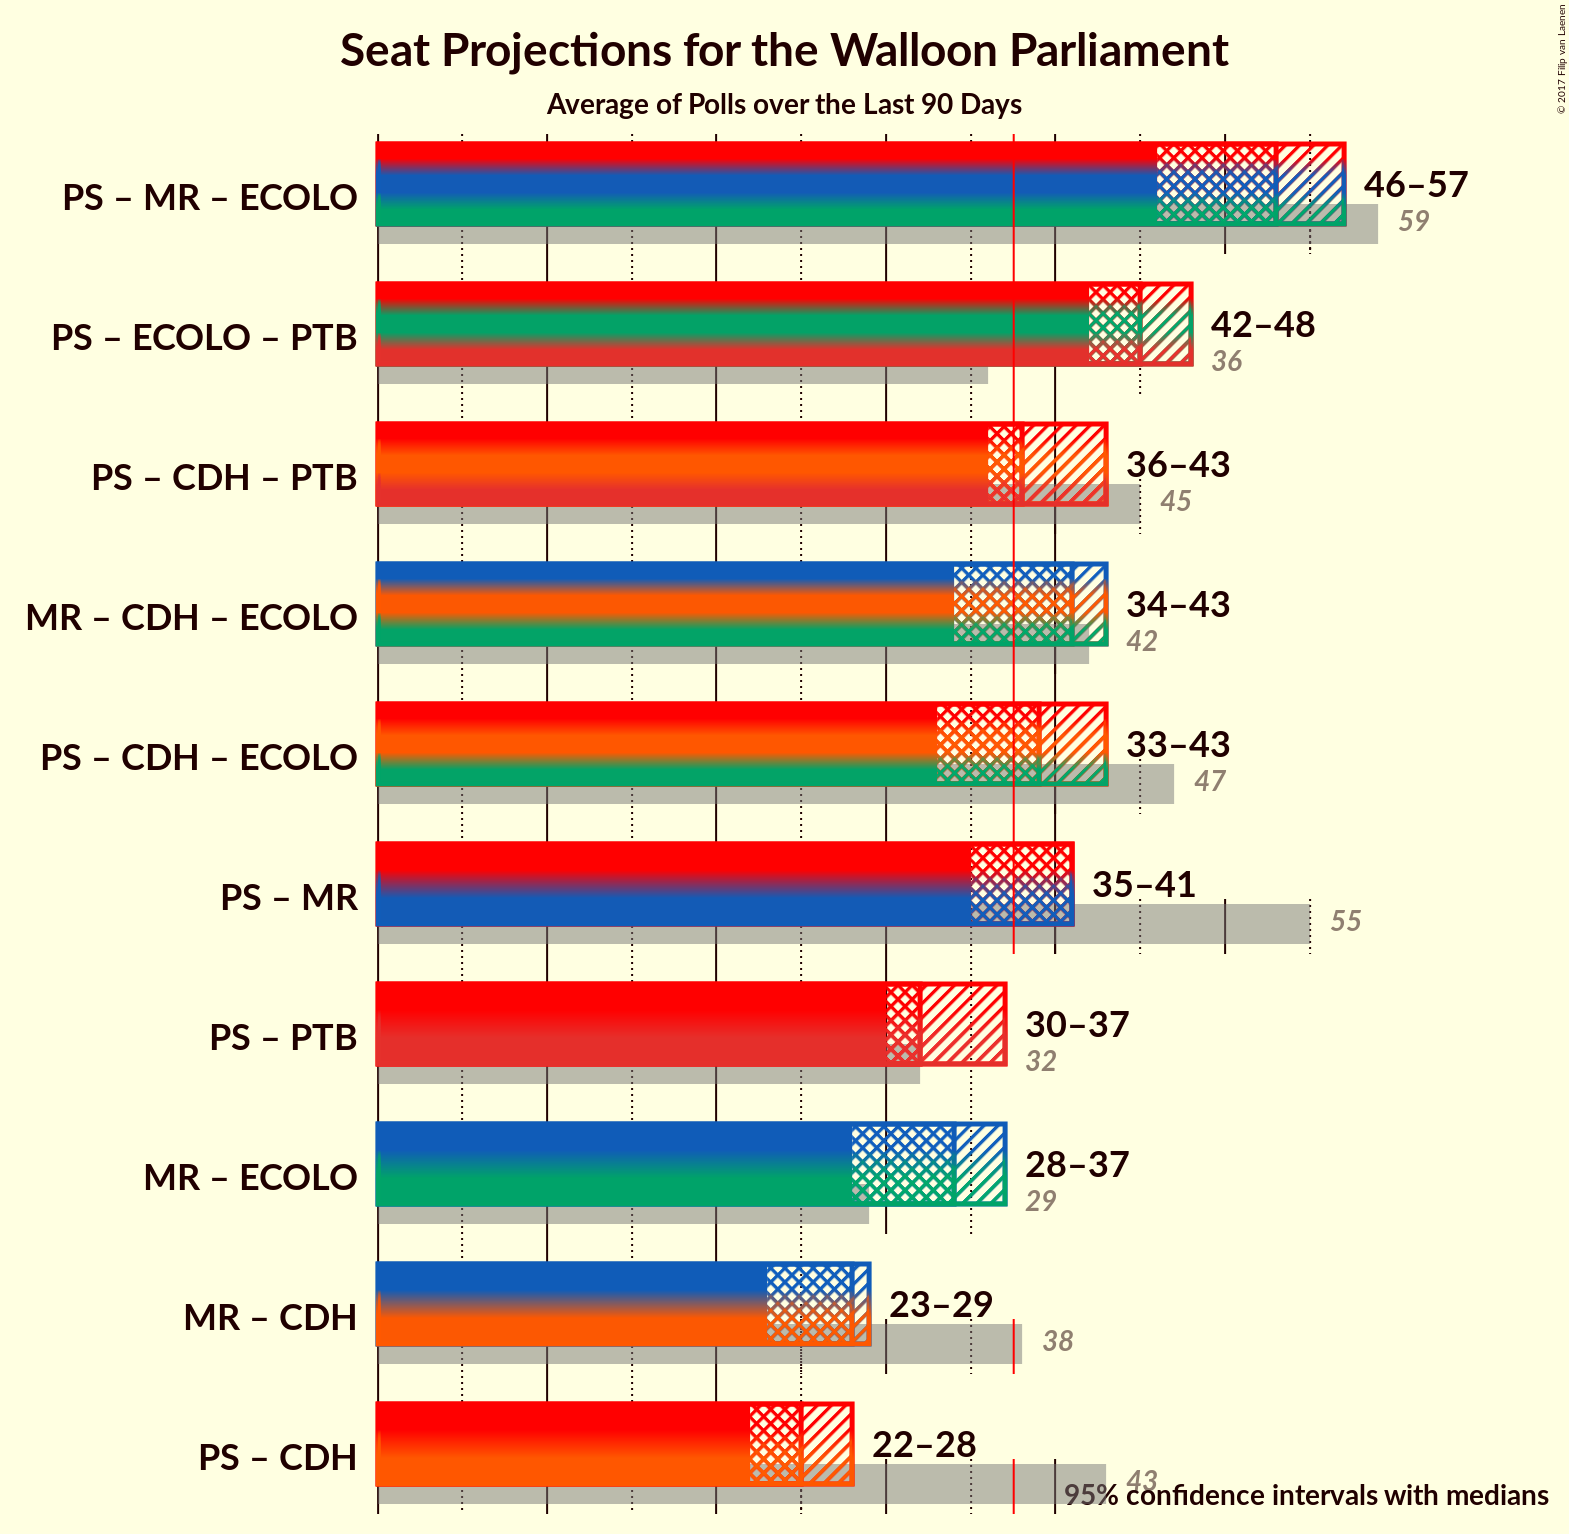 Seat Projections for the Walloon Parliament
Average of Polls over the Last 90 Days
© 2017 Filip van Laenen
PS – MR – ECOLO
46–57
59
PS – ECOLO – PTB
42–48
36
PS – CDH – PTB
36–43
45
MR – CDH – ECOLO
34–43
42
PS – CDH – ECOLO
33–43
47
PS – MR
35–41
55
PS – PTB
30–37
32
MR – ECOLO
28–37
29
MR – CDH
23–29
38
PS – CDH
22–28
43
95% confidence intervals with medians